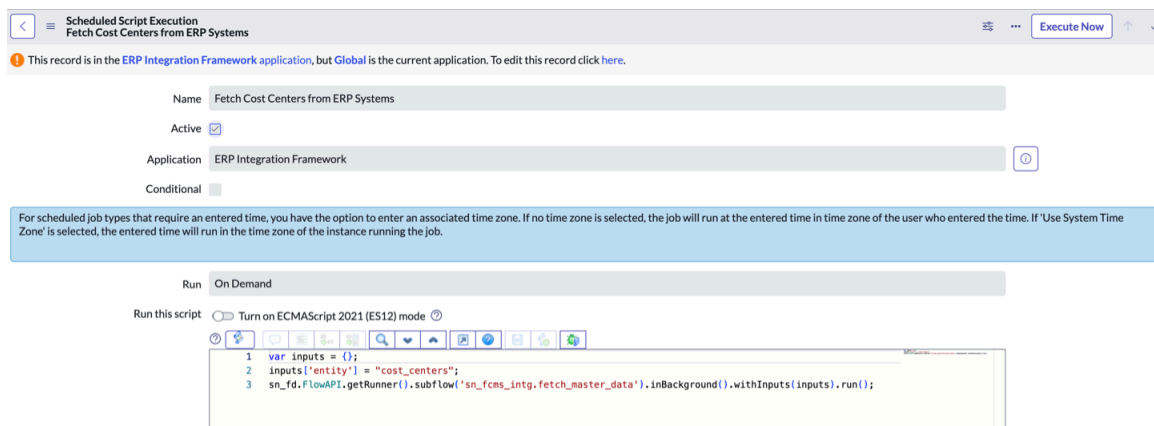 Scheduled Script Execution
Fetch Cost Centers from ERP Systems
Execute Now
This record is in the ERP Integration Framework application, but Global is the current application. To edit this record click here.
Name Fetch Cost Centers from ERP Systems
Active
Application ERP Integration Framework
Conditional
For scheduled job types that require an entered time, you have the option to enter an associated time zone. If no time zone is selected, the job will run at the entered time in time zone of the user who entered the time. If 'Use System Time
Zone' is selected, the entered time will run in the time zone of the instance running the job.
Run On Demand
Run this script Turn on ECMAScript 2021 (ES12) mode
1 var inputs = {};
2 inputs['entity'] = "cost_centers";
3 sn_fd.FlowAPI.getRunner().subflow('sn_fcms_intg.fetch_master_data').inBackground().withInputs(inputs).run();